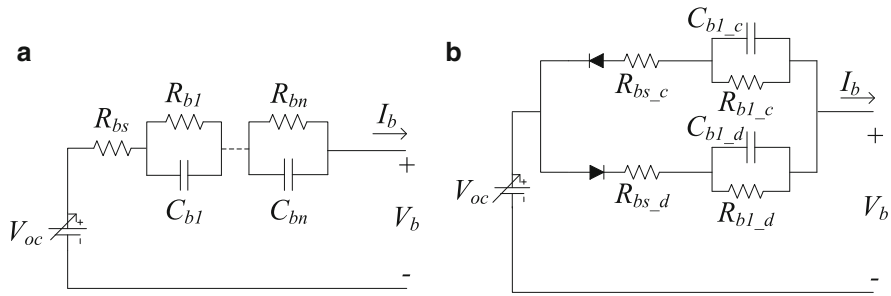 a
R_bs
R_b1
R_bn
C_b1
C_bn
I_b
+
V_b
-
V_oc
+
-
b
C_b1_c
R_bs_c
R_b1_c
C_b1_d
R_bs_d
R_b1_d
I_b
+
V_b
-
V_oc
+
-